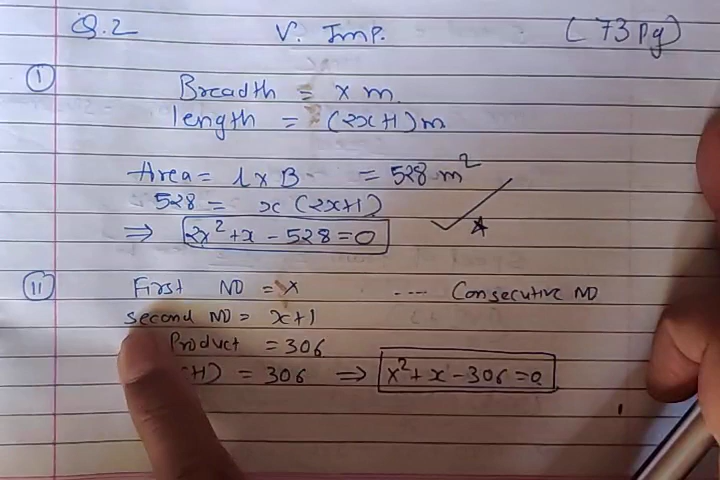 Q.2 V. Imp. (73 pg)
(i)
Breadth = x m.
length = (2x+1)m
Area = l x B = 528 m²
528 = x (2x+1)
⇒ 2x² + x - 528 = 0
(ii) First NO = x .... Consecutive NO
second NO = x+1
Product = 306
+1) = 306 ⇒ x² + x - 306 = 0